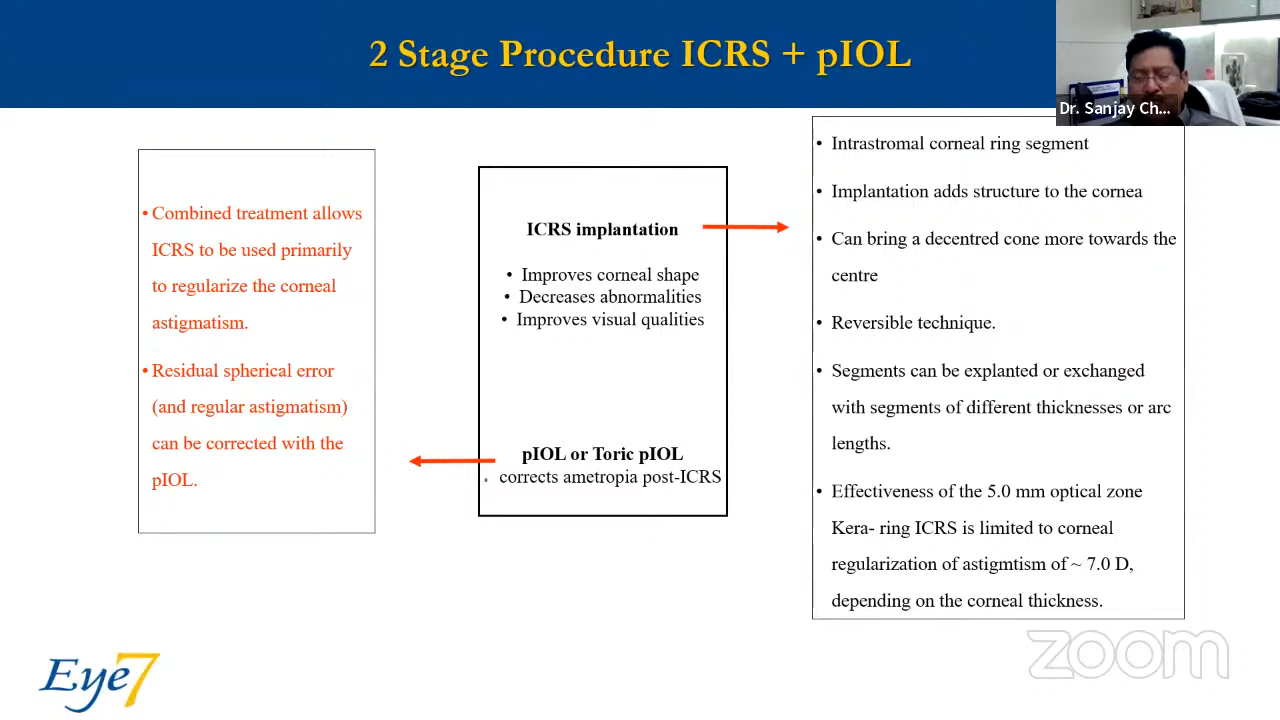 2 Stage Procedure ICRS + pIOL
Dr. Sanjay Ch...
• Combined treatment allows
ICRS to be used primarily
to regularize the corneal
astigmatism.
• Residual spherical error
(and regular astigmatism)
can be corrected with the
pIOL.
ICRS implantation
• Improves corneal shape
• Decreases abnormalities
• Improves visual qualities
pIOL or Toric pIOL
• corrects ametropia post-ICRS
• Intrastromal corneal ring segment
• Implantation adds structure to the cornea
• Can bring a decentred cone more towards the
centre
• Reversible technique.
• Segments can be explanted or exchanged
with segments of different thicknesses or arc
lengths.
• Effectiveness of the 5.0 mm optical zone
Kera- ring ICRS is limited to corneal
regularization of astigmtism of ~ 7.0 D,
depending on the corneal thickness.
Eye7
zoom